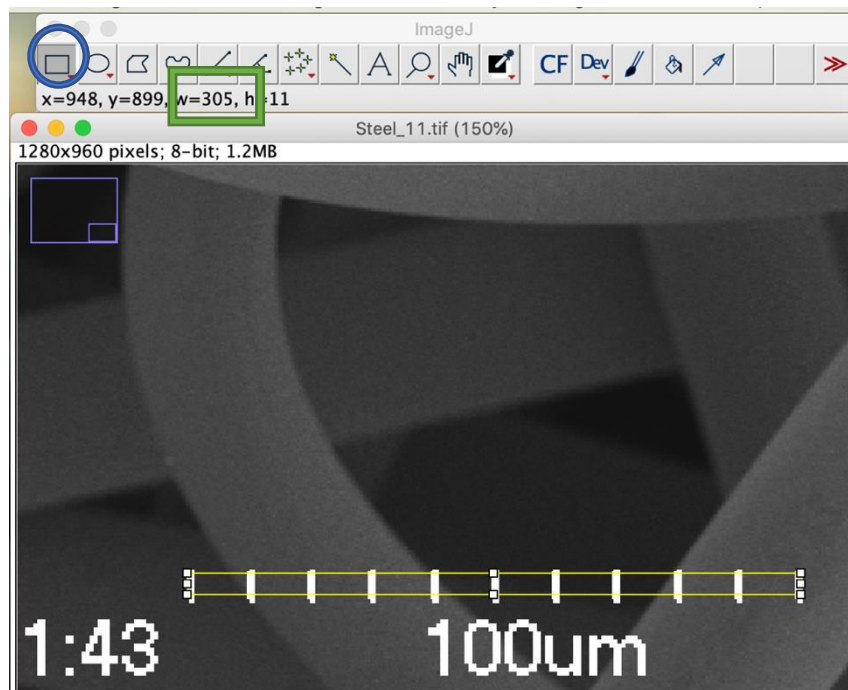 ImageJ
A CF Dev
x=948, y=899, w=305, h=11
Steel_11.tif (150%)
1280x960 pixels; 8-bit; 1.2MB
1:43 100um